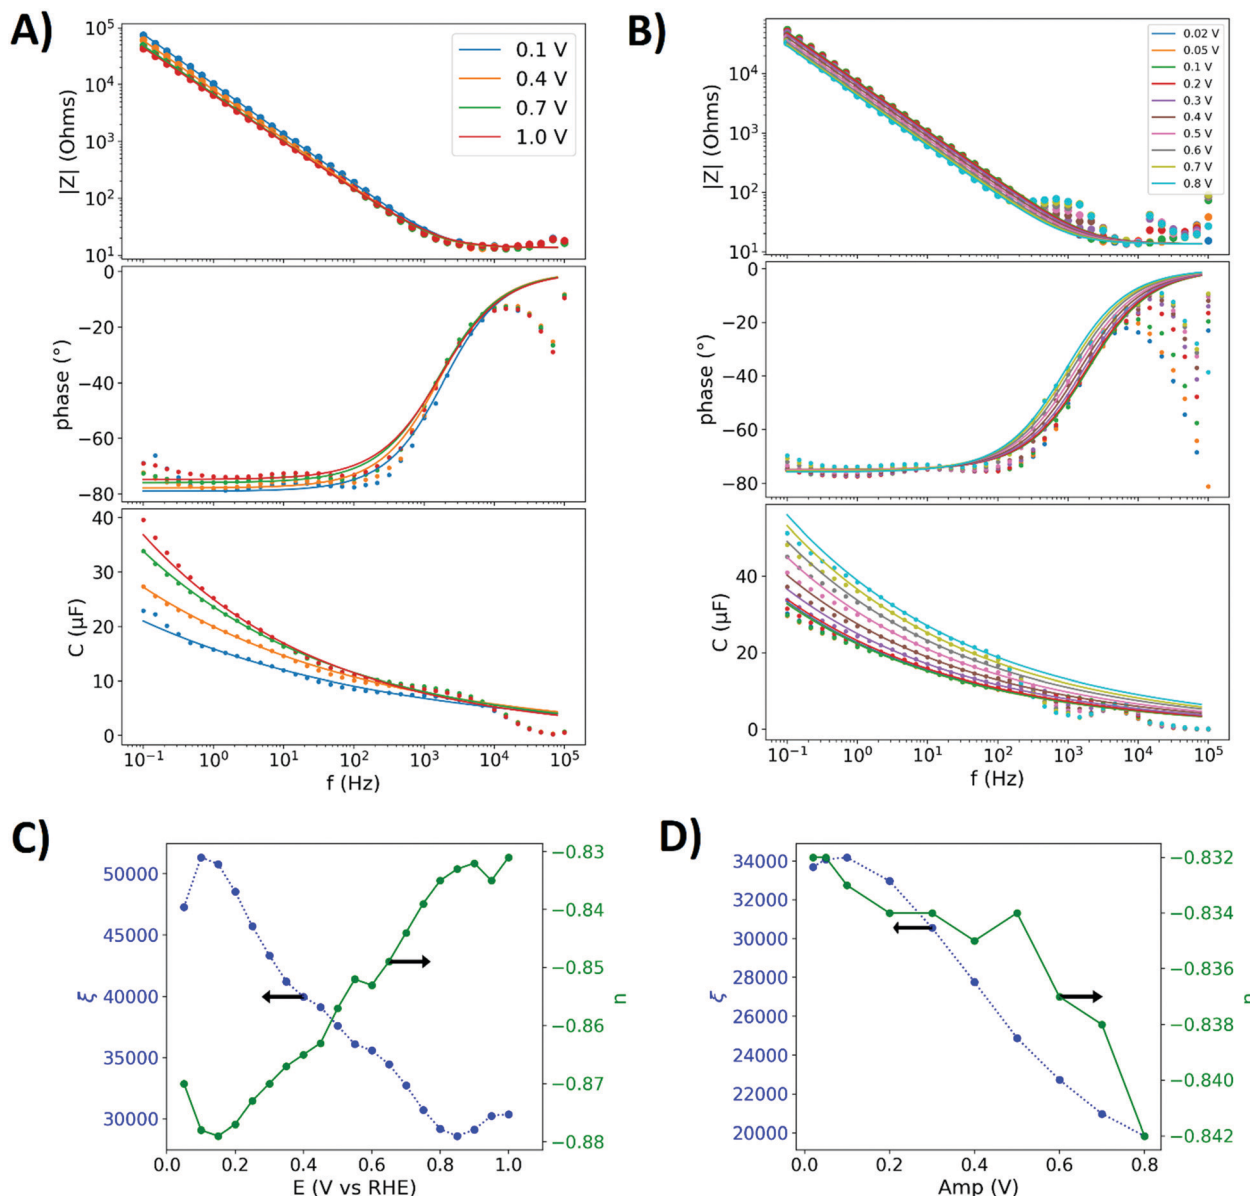 A)
B)
10⁵
10⁴
10³
10²
10¹
|Z| (Ohms)
0.1 V
0.4 V
0.7 V
1.0 V
10⁴
10³
10²
10¹
|Z| (Ohms)
0.02 V
0.05 V
0.1 V
0.2 V
0.3 V
0.4 V
0.5 V
0.6 V
0.7 V
0.8 V
0
−20
−40
−60
−80
phase (°)
0
−20
−40
−60
−80
phase (°)
40
30
20
10
0
C (μF)
10⁻¹ 10⁰ 10¹ 10² 10³ 10⁴ 10⁵
f (Hz)
40
20
0
C (μF)
10⁻¹ 10⁰ 10¹ 10² 10³ 10⁴ 10⁵
f (Hz)
C)
50000
45000
40000
35000
30000
ξ
−0.83
−0.84
−0.85
−0.86
−0.87
−0.88
n
0.0 0.2 0.4 0.6 0.8 1.0
E (V vs RHE)
D)
34000
32000
30000
28000
26000
24000
22000
20000
ξ
−0.832
−0.834
−0.836
−0.838
−0.840
−0.842
n
0.0 0.2 0.4 0.6 0.8
Amp (V)